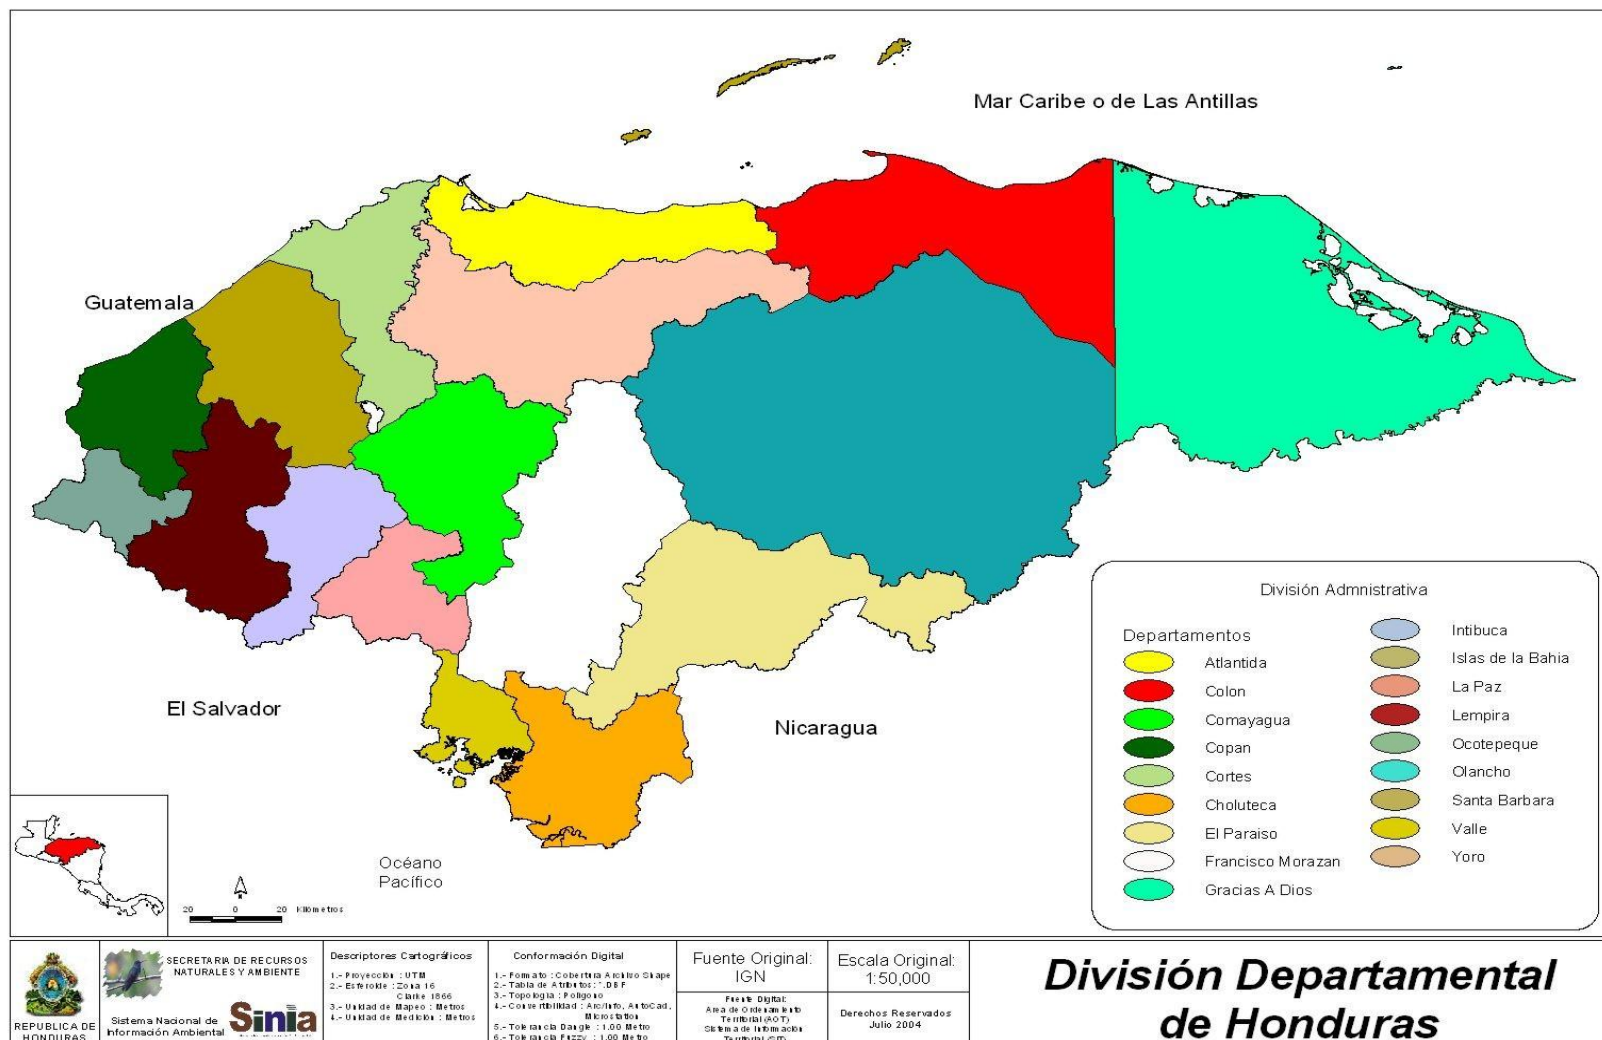 Mar Caribe o de Las Antillas
Guatemala
El Salvador
Nicaragua
Océano
Pacífico
20 0 20 Kilómetros
División Admnistrativa
Departamentos
Atlantida
Colon
Comayagua
Copan
Cortes
Choluteca
El Paraiso
Francisco Morazan
Gracias A Dios
Intibuca
Islas de la Bahia
La Paz
Lempira
Ocotepeque
Olancho
Santa Barbara
Valle
Yoro
REPUBLICA DE
HONDURAS
SECRETARIA DE RECURSOS
NATURALES Y AMBIENTE
Sistema Nacional de
Información Ambiental
Sinia
Descriptores Cartográficos
1.- Proyección : UTM
2.- Esferoide : Zona 16
Clarke 1866
3.- Unidad de Mapeo : Metros
4.- Unidad de Medición : Metros
Conformación Digital
1.- Formato : Cobertura Archivo Shape
2.- Tabla de Atributos : *.DBF
3.- Topología : Polígono
4.- Convertibilidad : Arc/Info, AutoCad,
Microstation
5.- Tolerancia Dangle : 1.00 Metro
6.- Tolerancia Fuzzy : 1.00 Metro
Fuente Original:
IGN
Fuente Digital:
Area de Ordenamiento
Territorial (AOT)
Sistema de Información
Territorial (SIT)
Escala Original:
1:50,000
Derechos Reservados
Julio 2004
División Departamental
de Honduras